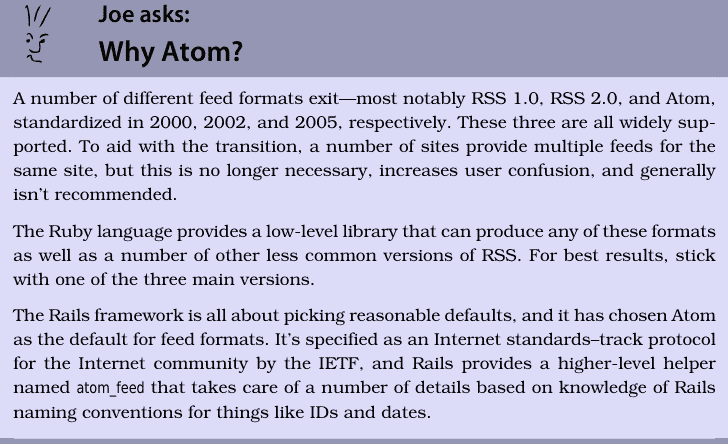 Joe asks:
Why Atom?
A number of different feed formats exit—most notably RSS 1.0, RSS 2.0, and Atom,
standardized in 2000, 2002, and 2005, respectively. These three are all widely sup-
ported. To aid with the transition, a number of sites provide multiple feeds for the
same site, but this is no longer necessary, increases user confusion, and generally
isn’t recommended.
The Ruby language provides a low-level library that can produce any of these formats
as well as a number of other less common versions of RSS. For best results, stick
with one of the three main versions.
The Rails framework is all about picking reasonable defaults, and it has chosen Atom
as the default for feed formats. It’s specified as an Internet standards–track protocol
for the Internet community by the IETF, and Rails provides a higher-level helper
named atom_feed that takes care of a number of details based on knowledge of Rails
naming conventions for things like IDs and dates.